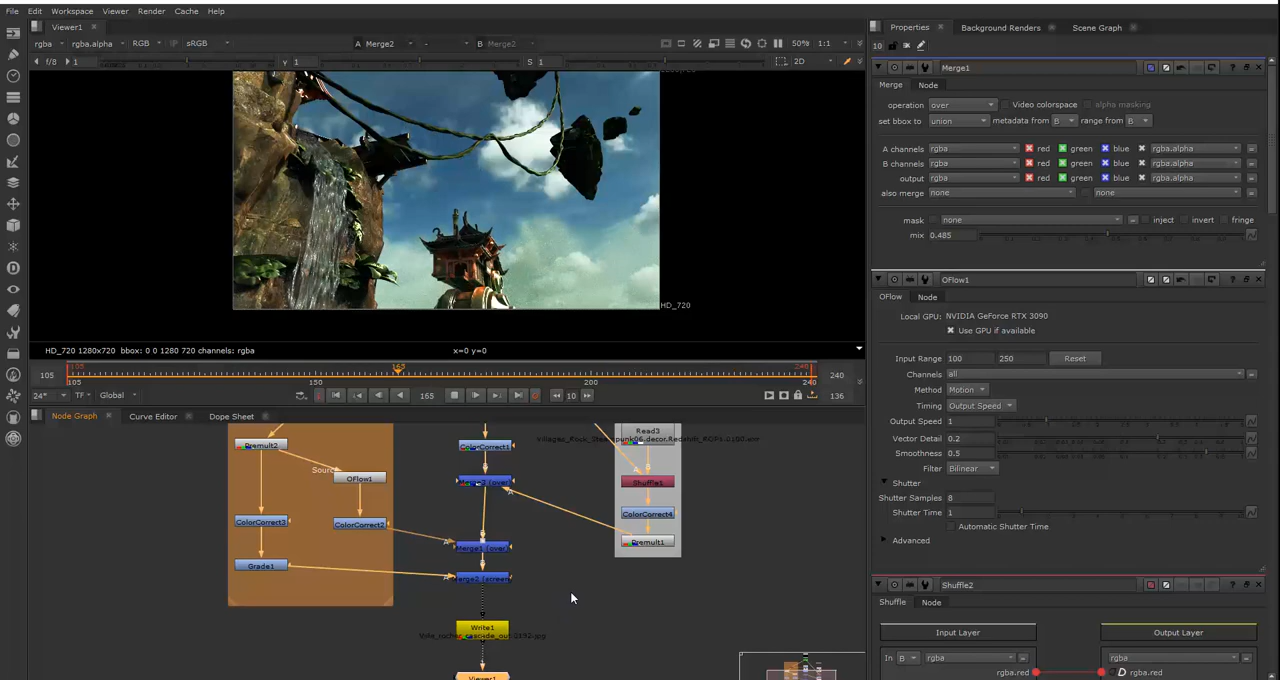 File Edit Workspace Viewer Render Cache Help
Viewer1
rgba rgba.alpha RGB IP sRGB A Merge2 - B Merge2 50% 1:1
f/8 1 Y 1 S 1 2D
HD_720
HD_720 1280x720 bbox: 0 0 1280 720 channels: rgba x=0 y=0
105 105 105 150 165 200 240 240 240
24* TF Global 165 10 136
Node Graph Curve Editor Dope Sheet
Premult2
Source
OFlow1
ColorCorrect3
ColorCorrect2
Grade1
ColorCorrect1
B
A
Merge1 (over)
Write1
Viewer1
Read3
A B
Shuffle1
ColorCorrect4
Premult1
Properties Background Renders Scene Graph
10
Merge1
Merge Node
operation over Video colorspace alpha masking
set bbox to union metadata from B range from B
A channels rgba red green blue rgba.alpha
B channels rgba red green blue rgba.alpha
output rgba red green blue rgba.alpha
also merge none none
mask none inject invert fringe
mix 0.485
OFlow1
OFlow Node
Local GPU: NVIDIA GeForce RTX 3090
Use GPU if available
Input Range 100 250 Reset
Channels all
Method Motion
Timing Output Speed
Output Speed 1
Vector Detail 0.2
Smoothness 0.5
Filter Bilinear
Shutter
Shutter Samples 8
Shutter Time 1
Automatic Shutter Time
Advanced
Shuffle2
Shuffle Node
Input Layer Output Layer
In B rgba rgba
rgba.red rgba.red